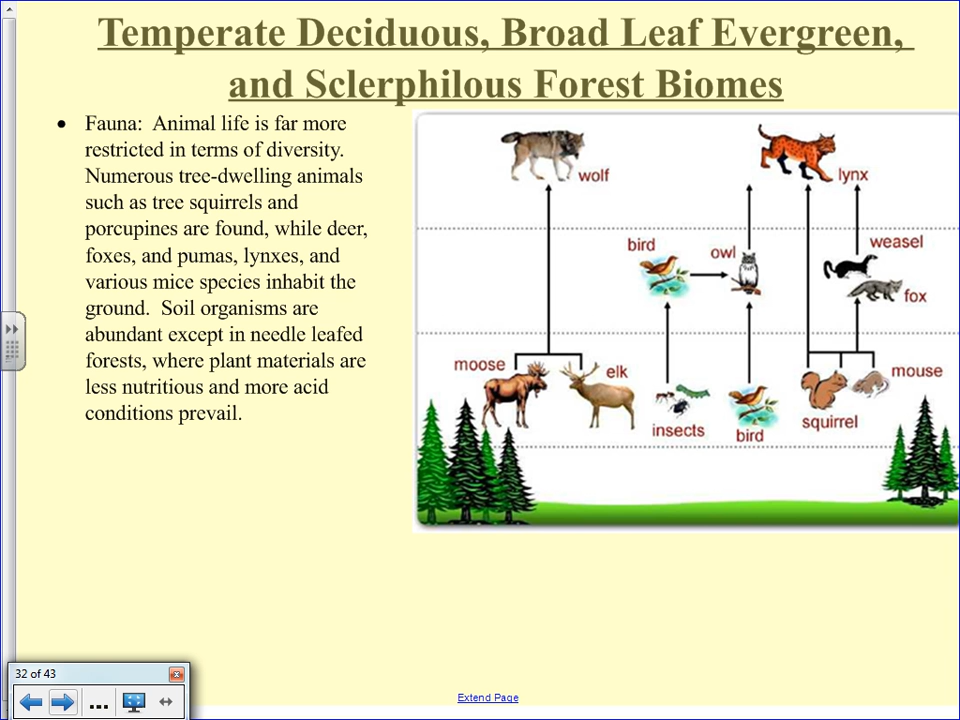 Temperate Deciduous, Broad Leaf Evergreen,
and Sclerphilous Forest Biomes
• Fauna: Animal life is far more
restricted in terms of diversity.
Numerous tree-dwelling animals
such as tree squirrels and
porcupines are found, while deer,
foxes, and pumas, lynxes, and
various mice species inhabit the
ground. Soil organisms are
abundant except in needle leafed
forests, where plant materials are
less nutritious and more acid
conditions prevail.
wolf
lynx
bird
owl
weasel
fox
moose
elk
mouse
insects
bird
squirrel
32 of 43
Extend Page